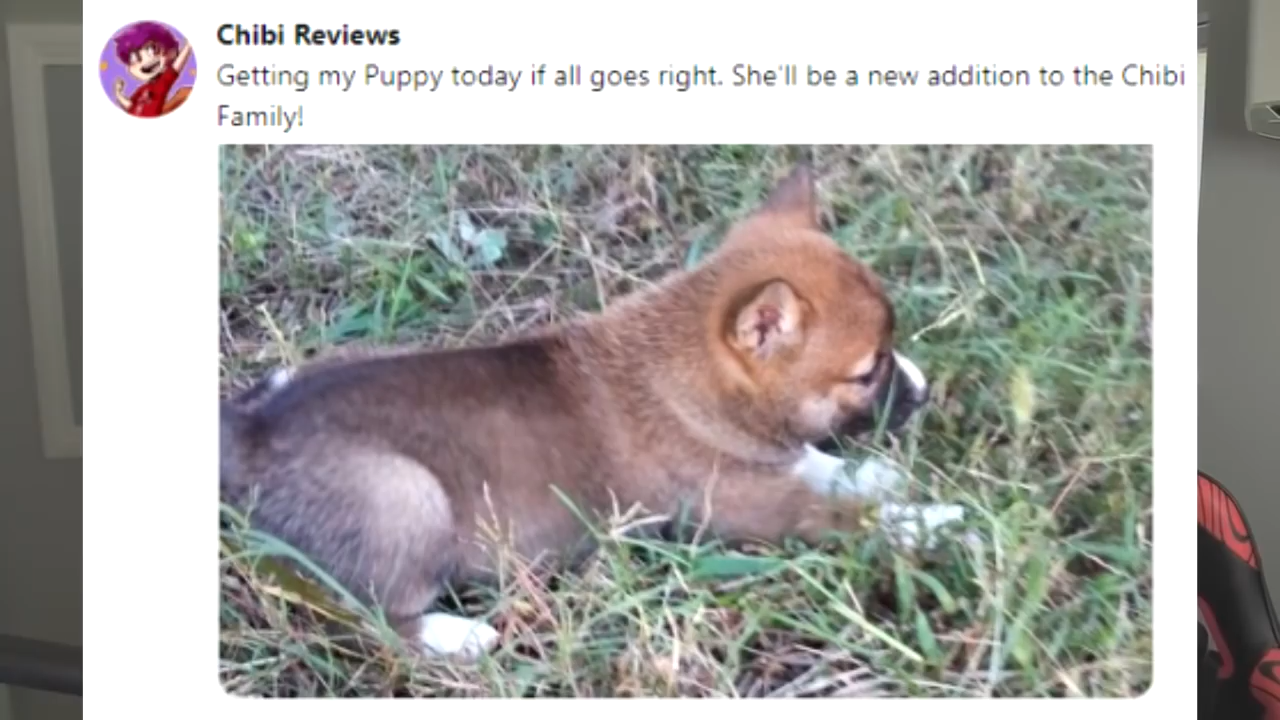 Chibi Reviews
Getting my Puppy today if all goes right. She'll be a new addition to the Chibi
Family!